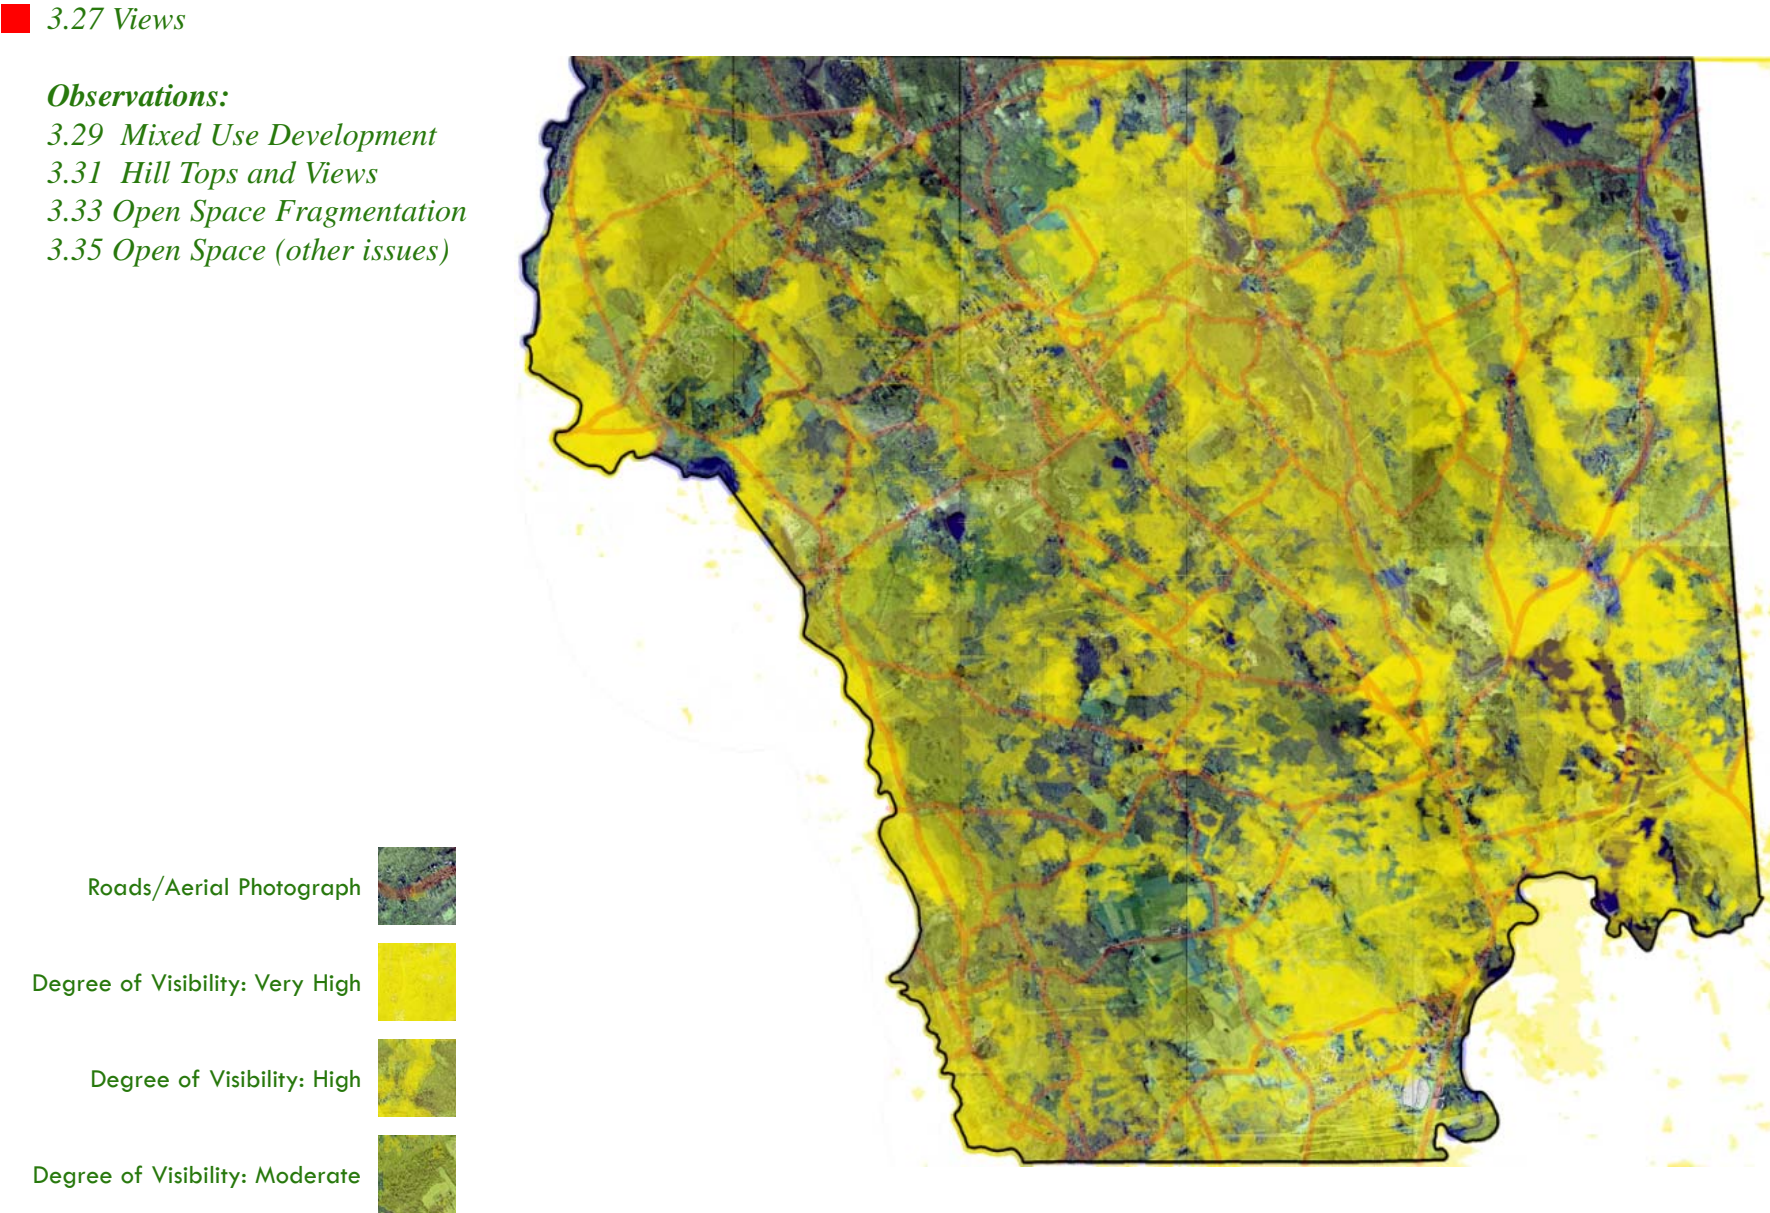 3.27 Views
Observations:
3.29 Mixed Use Development
3.31 Hill Tops and Views
3.33 Open Space Fragmentation
3.35 Open Space (other issues)
Roads/Aerial Photograph
Degree of Visibility: Very High
Degree of Visibility: High
Degree of Visibility: Moderate